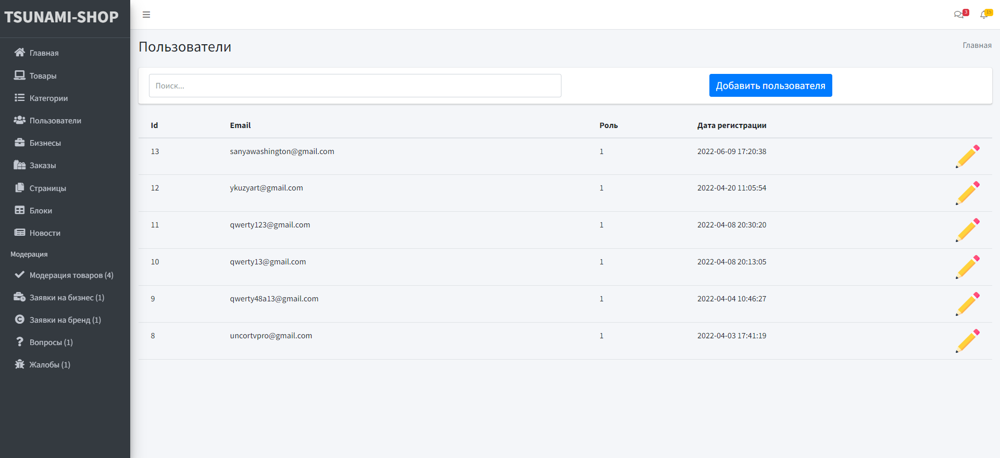 TSUNAMI-SHOP
3
15
Главная
Товары
Категории
Пользователи
Бизнесы
Заказы
Страницы
Блоки
Новости
Модерация
Модерация товаров (4)
Заявки на бизнес (1)
Заявки на бренд (1)
Вопросы (1)
Жалобы (1)
Пользователи
Главная
Поиск...
Добавить пользователя
Id Email Роль Дата регистрации
13 sanyawashington@gmail.com 1 2022-06-09 17:20:38
12 ykuzyart@gmail.com 1 2022-04-20 11:05:54
11 qwerty123@gmail.com 1 2022-04-08 20:30:20
10 qwerty13@gmail.com 1 2022-04-08 20:13:05
9 qwerty48a13@gmail.com 1 2022-04-04 10:46:27
8 uncortvpro@gmail.com 1 2022-04-03 17:41:19